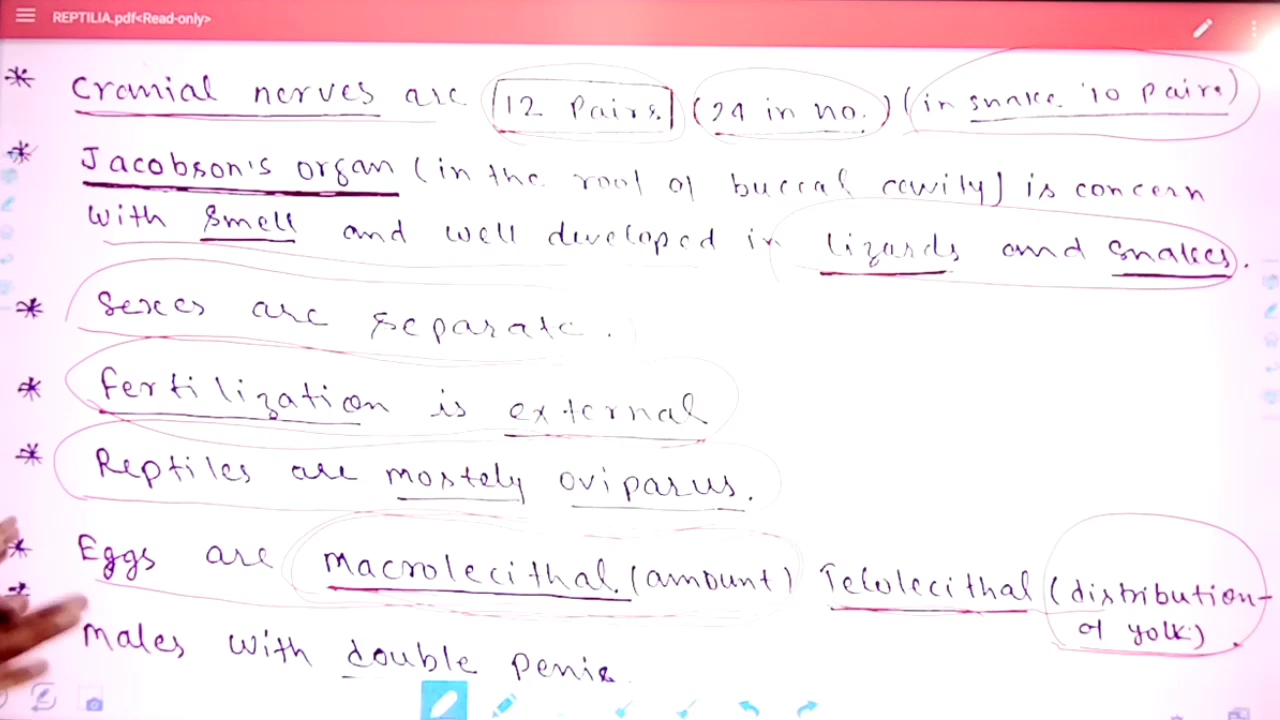 REPTILIA.pdf<Read-only>
* Cranial nerves are 12 Pairs. (24 in no.) (in snake 10 pairs)
* Jacobson's organ (in the roof of buccal cavity) is concern
with smell and well developed in lizards and snakes.
* Sexes are separate.
* Fertilization is external
* Reptiles are mostely oviparus.
* Eggs are macrolecithal (amount) Telolecithal (distribution-
of yolk).
* Males with double penis.